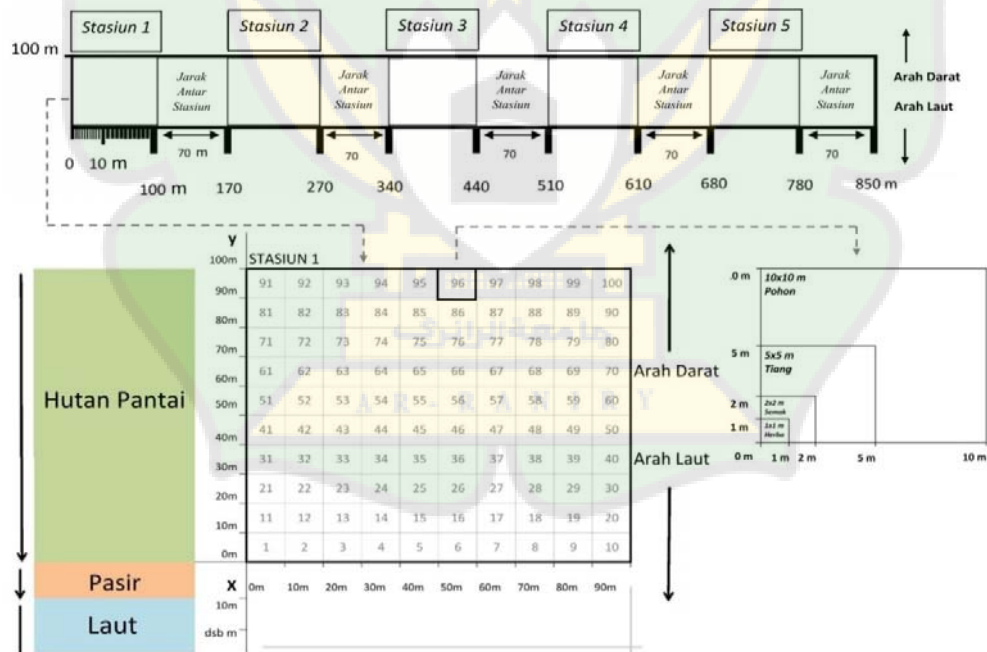 Stasiun 1 Stasiun 2 Stasiun 3 Stasiun 4 Stasiun 5
100 m
Jarak Antar Stasiun
Jarak Antar Stasiun
Jarak Antar Stasiun
Jarak Antar Stasiun
Jarak Antar Stasiun
Arah Darat
Arah Laut
70 m 70 70 70 70
0 10 m
100 m 170 270 340 440 510 610 680 780 850 m
y
100m STASIUN 1
91 92 93 94 95 96 97 98 99 100
90m
81 82 83 84 85 86 87 88 89 90
80m
71 72 73 74 75 76 77 78 79 80
70m
61 62 63 64 65 66 67 68 69 70
60m
51 52 53 54 55 56 57 58 59 60
50m
41 42 43 44 45 46 47 48 49 50
40m
31 32 33 34 35 36 37 38 39 40
30m
21 22 23 24 25 26 27 28 29 30
20m
11 12 13 14 15 16 17 18 19 20
10m
1 2 3 4 5 6 7 8 9 10
0m
X 0m 10m 20m 30m 40m 50m 60m 70m 80m 90m
10m
dsb m
Hutan Pantai
Pasir
Laut
جامعة الرانري
AR-RANIRY
Arah Darat
Arah Laut
.0 m
10x10 m
Pohon
5 m
5x5 m
Tiang
2 m
2x2 m
Semak
1 m
1x1 m
Herba
0 m 1 m 2 m 5 m 10 m